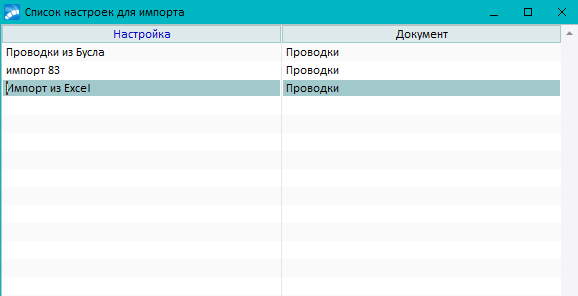 Список настроек для импорта
Настройка Документ
Проводки из Бусла Проводки
импорт 83 Проводки
Импорт из Excel Проводки